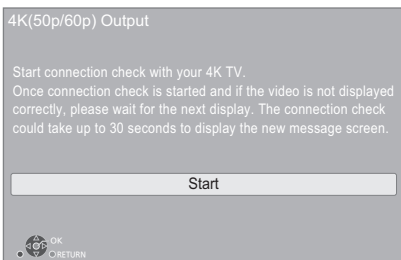 4K(50p/60p) Output
Start connection check with your 4K TV.
Once connection check is started and if the video is not displayed
correctly, please wait for the next display. The connection check
could take up to 30 seconds to display the new message screen.
Start
OK
RETURN